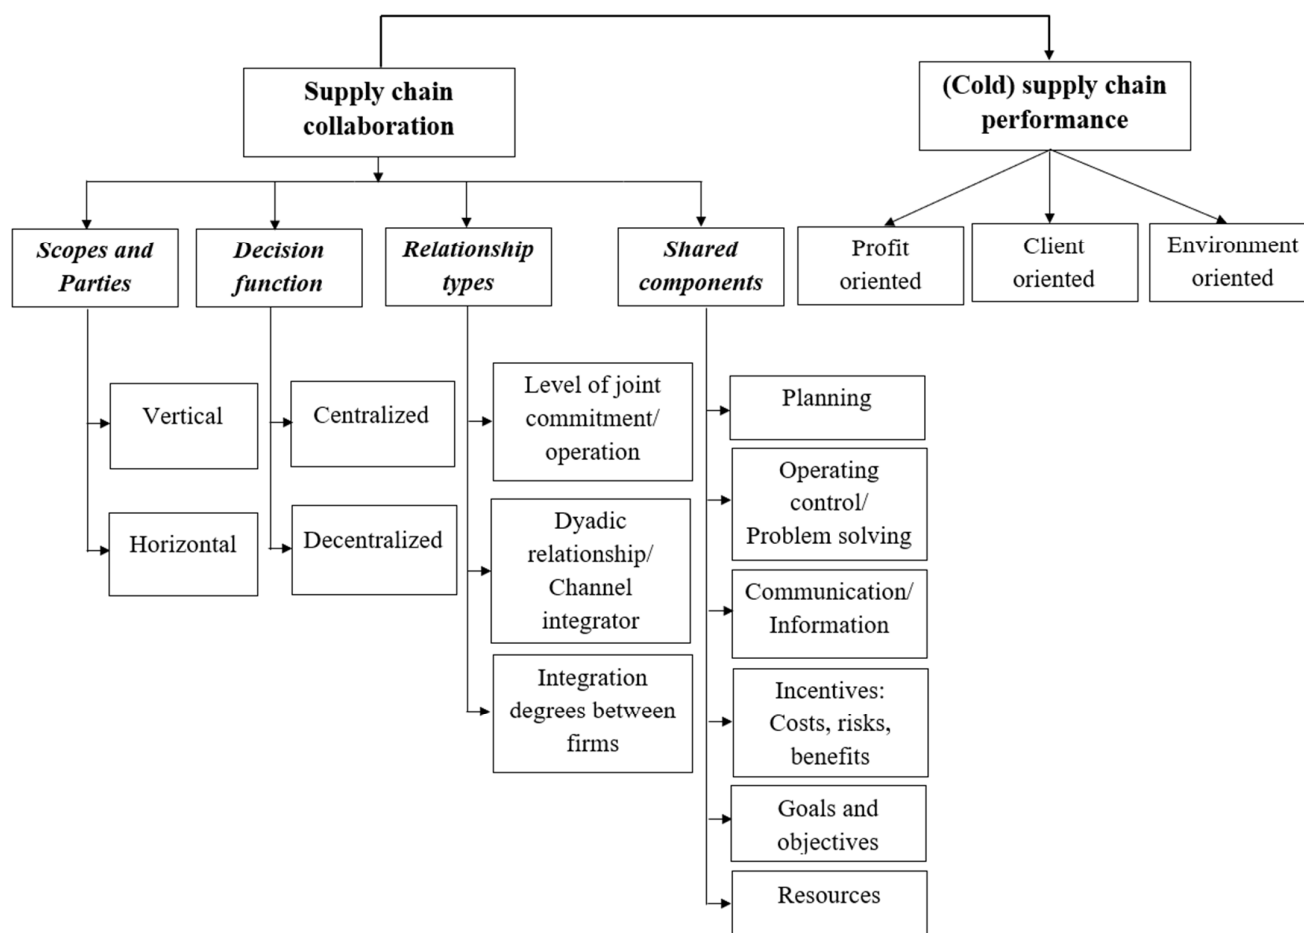 Supply chain
collaboration
(Cold) supply chain
performance
Scopes and
Parties
Decision
function
Relationship
types
Shared
components
Profit
oriented
Client
oriented
Environment
oriented
Vertical
Horizontal
Centralized
Decentralized
Level of joint
commitment/
operation
Dyadic
relationship/
Channel
integrator
Integration
degrees between
firms
Planning
Operating
control/
Problem solving
Communication/
Information
Incentives:
Costs, risks,
benefits
Goals and
objectives
Resources